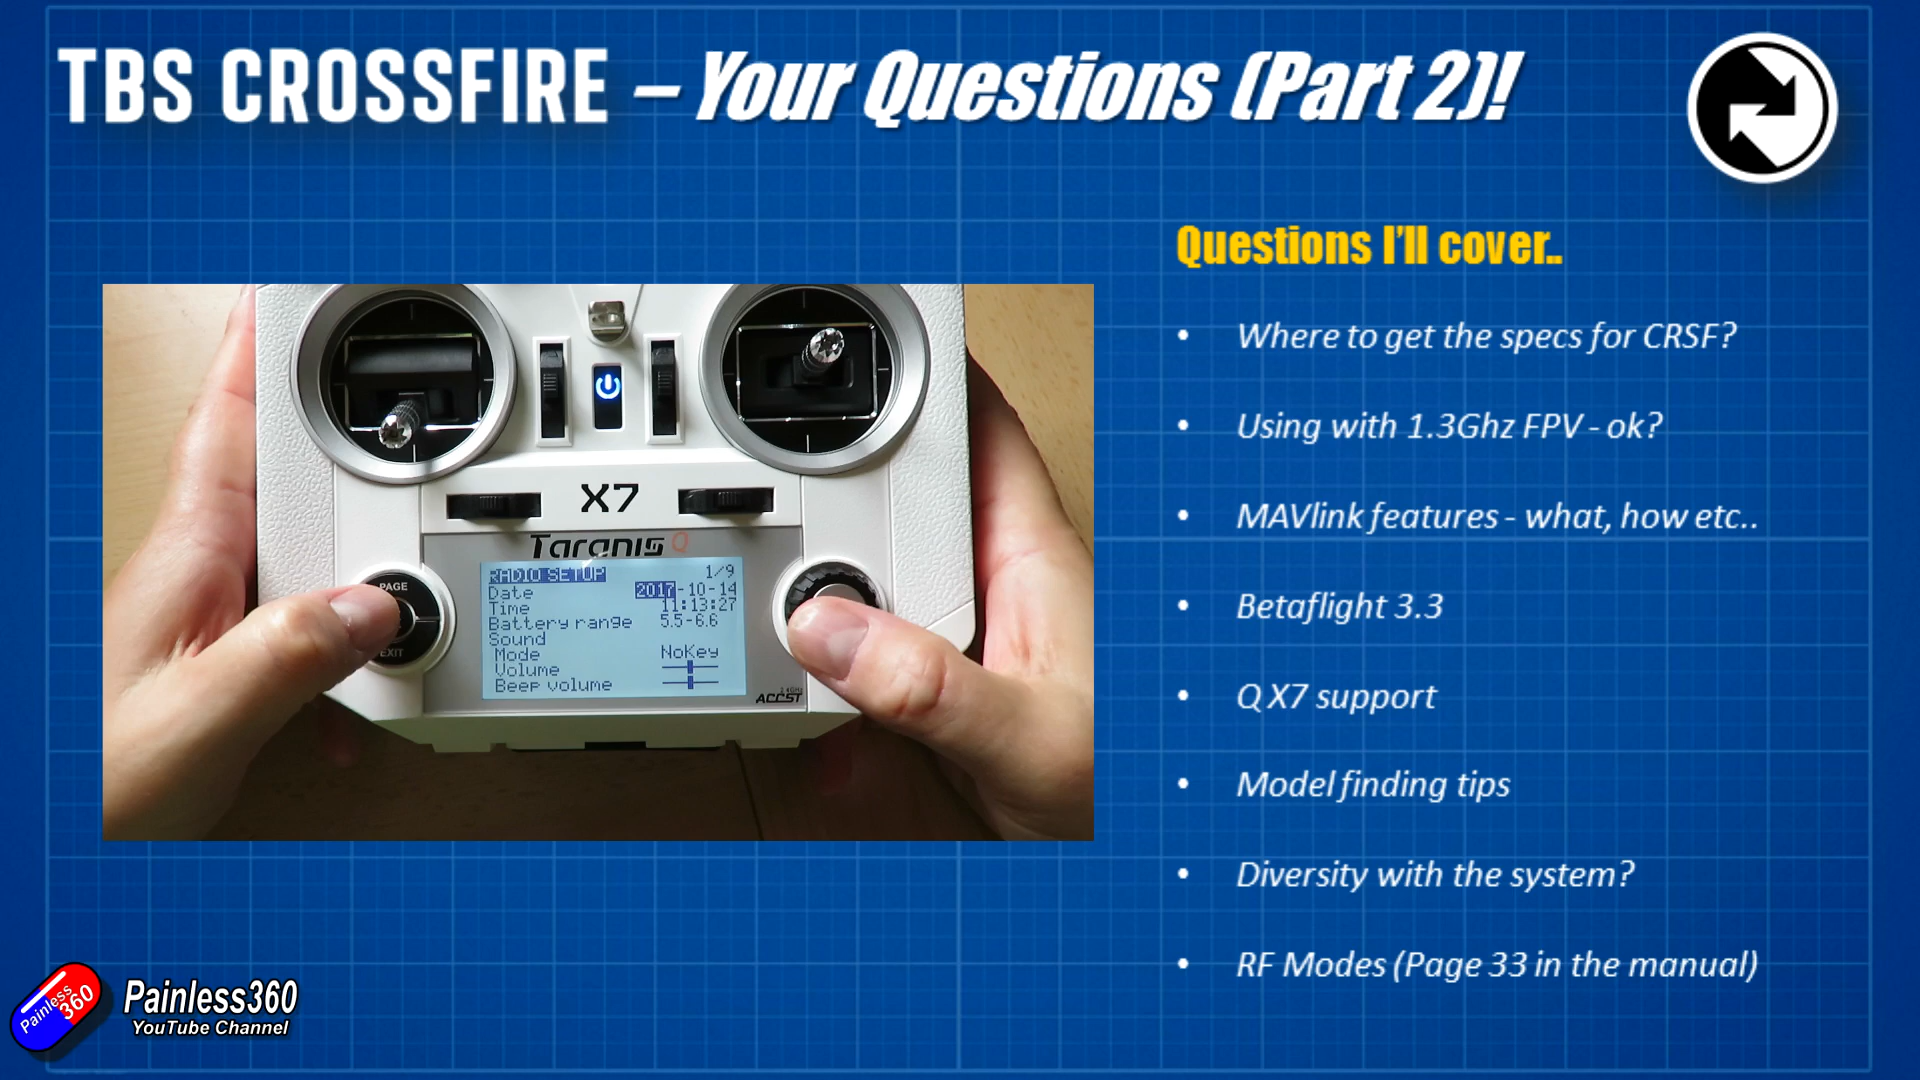 TBS CROSSFIRE – Your Questions (Part 2)!
Questions I'll cover..
• Where to get the specs for CRSF?
• Using with 1.3Ghz FPV - ok?
• MAVlink features - what, how etc..
• Betaflight 3.3
• Q X7 support
• Model finding tips
• Diversity with the system?
• RF Modes (Page 33 in the manual)
X7
Taranis Q
PAGE
EXIT
RADIO SETUP 1/9
Date 2017-10-14
Time 11:13:27
Battery range 5.5-6.6
Sound
Mode NoKey
Volume
Beep volume
2.4GHz
ACCST
Painless
360
Painless360
YouTube Channel